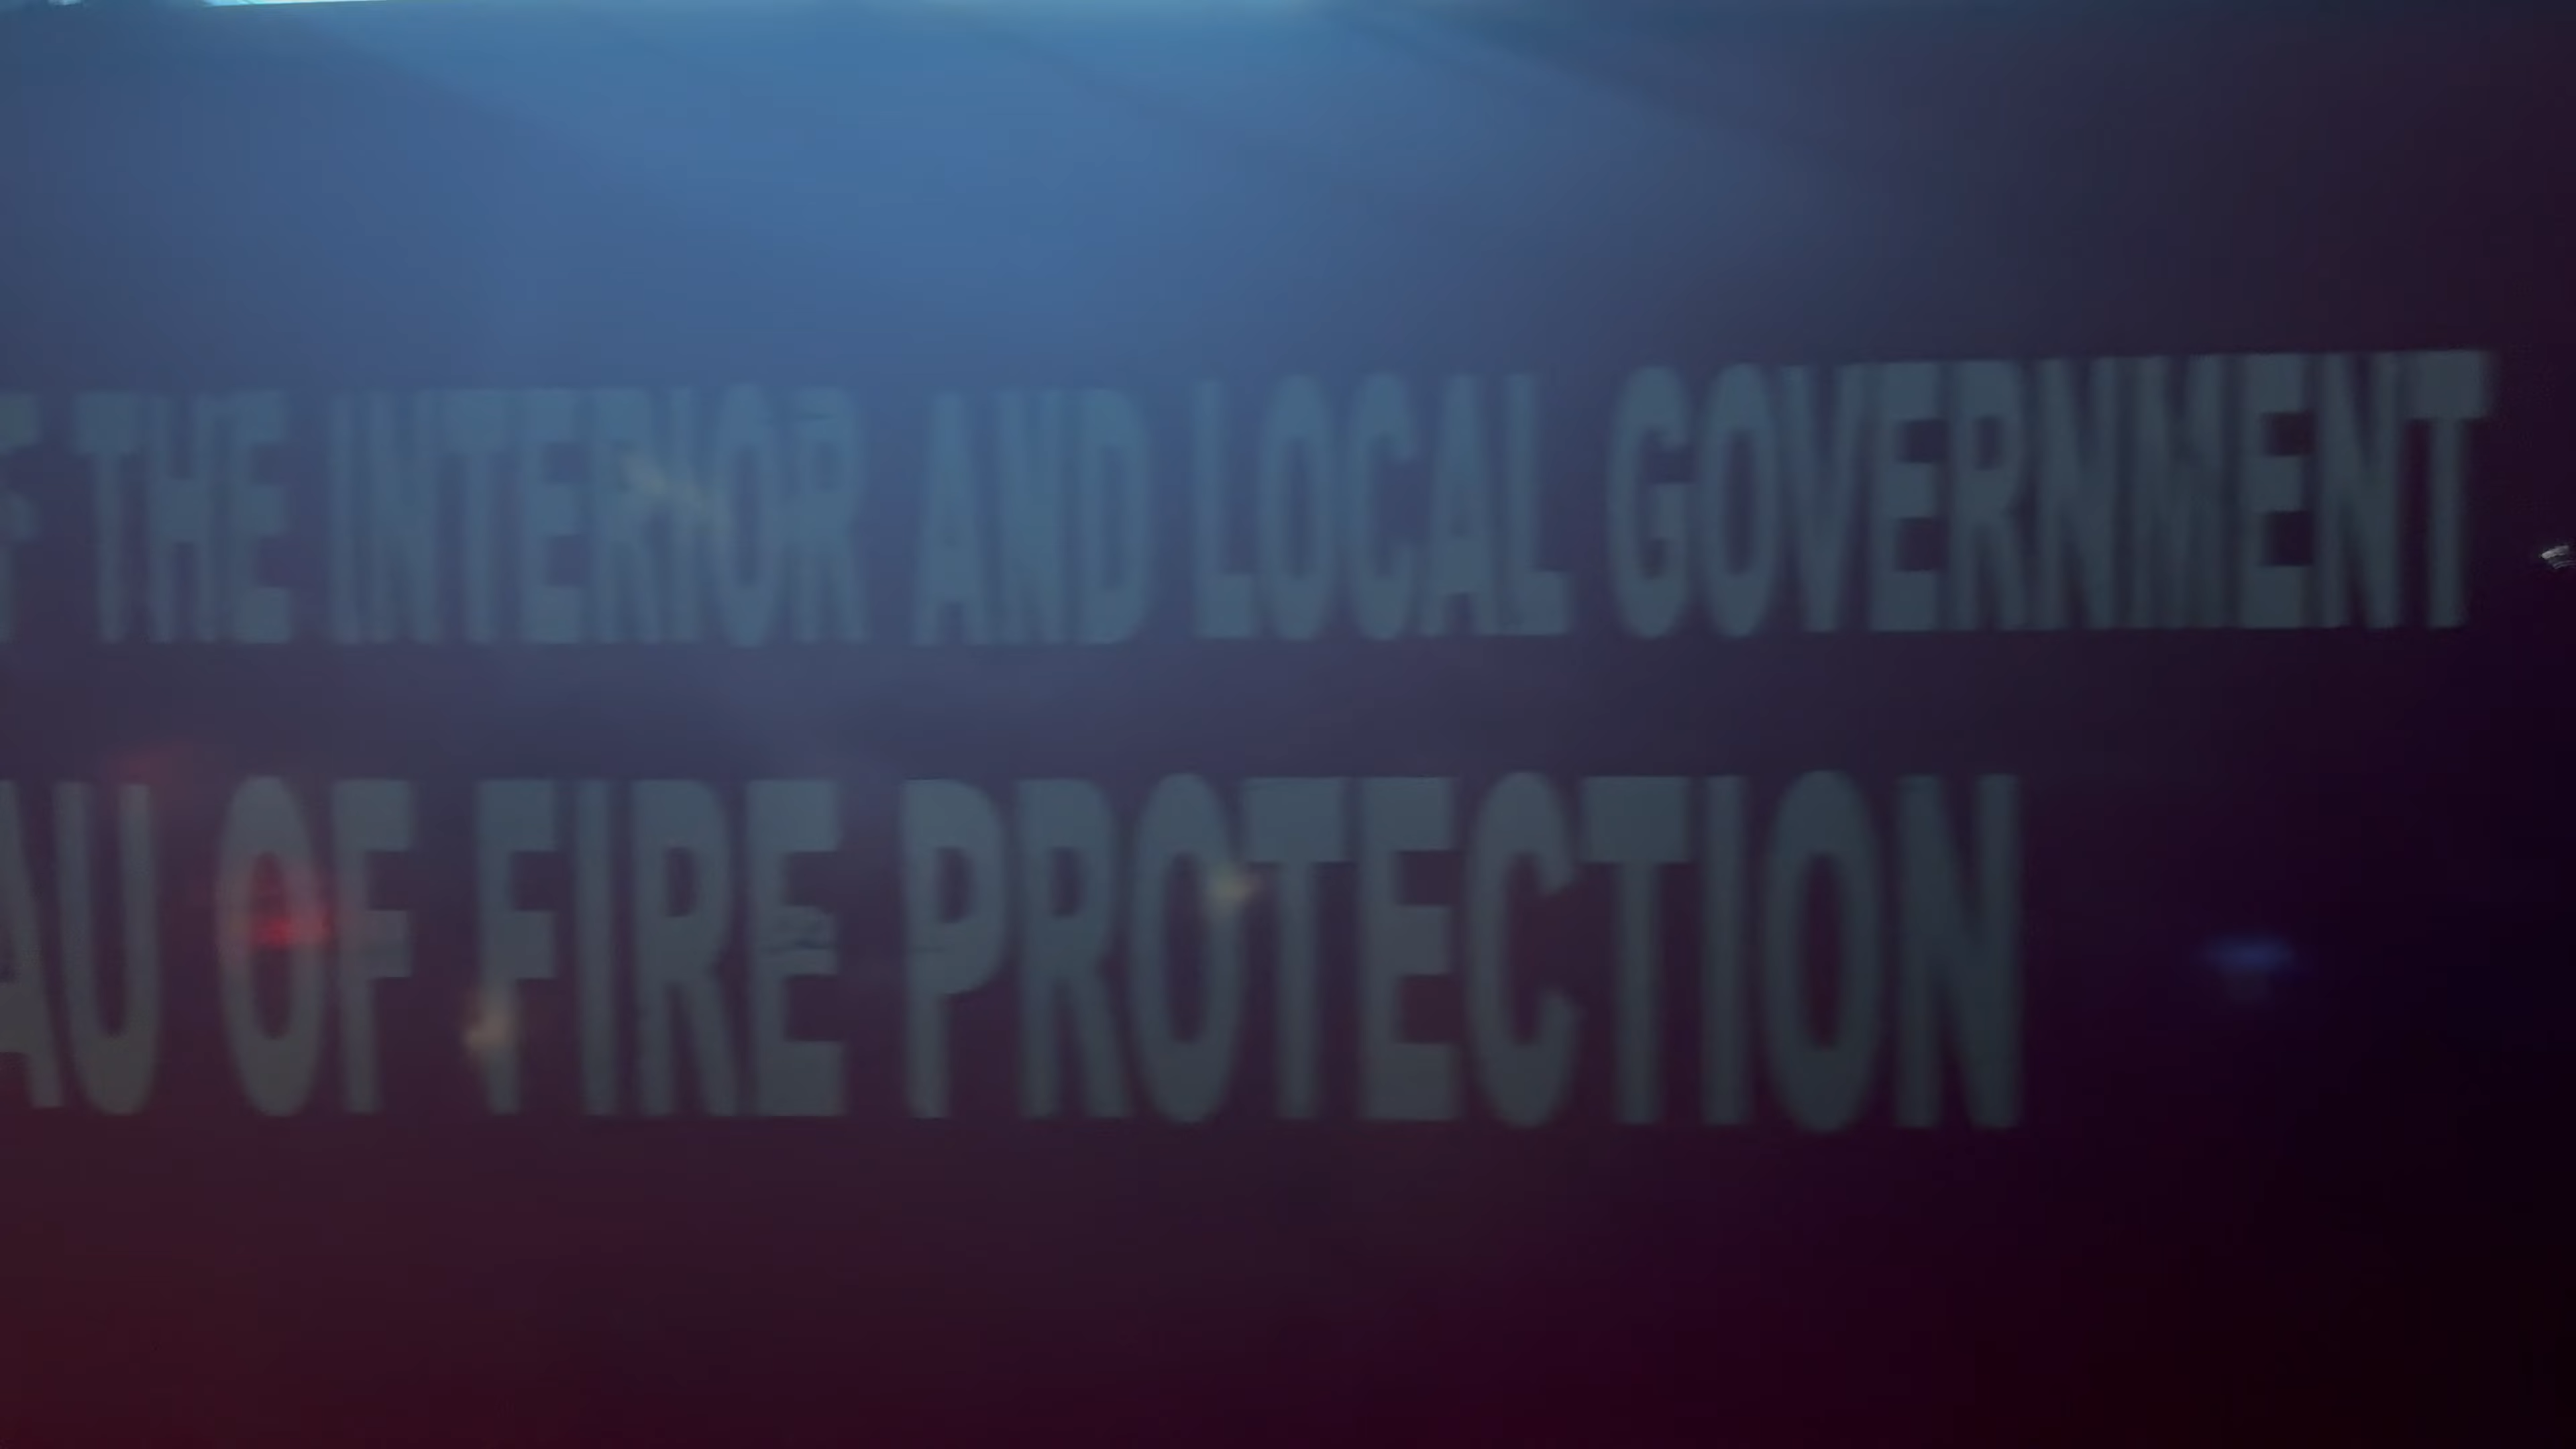 F THE INTERIOR AND LOCAL GOVERNMENT
AU OF FIRE PROTECTION